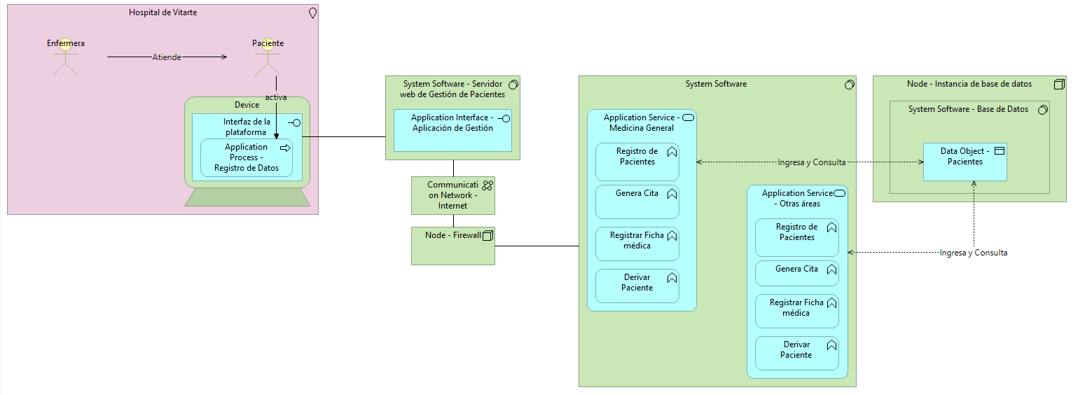 Hospital de Vitarte
Enfermera
Atiende
Paciente
activa
Device
Interfaz de la
plataforma
Application
Process -
Registro de Datos
System Software - Servidor
web de Gestión de Pacientes
Application Interface -
Aplicación de Gestión
Communicati
on Network -
Internet
Node - Firewall
System Software
Application Service -
Medicina General
Registro de
Pacientes
Genera Cita
Registrar Ficha
médica
Derivar
Paciente
Application Service
- Otras áreas
Registro de
Pacientes
Genera Cita
Registrar Ficha
médica
Derivar
Paciente
Ingresa y Consulta
Ingresa y Consulta
Node - Instancia de base de datos
System Software - Base de Datos
Data Object -
Pacientes